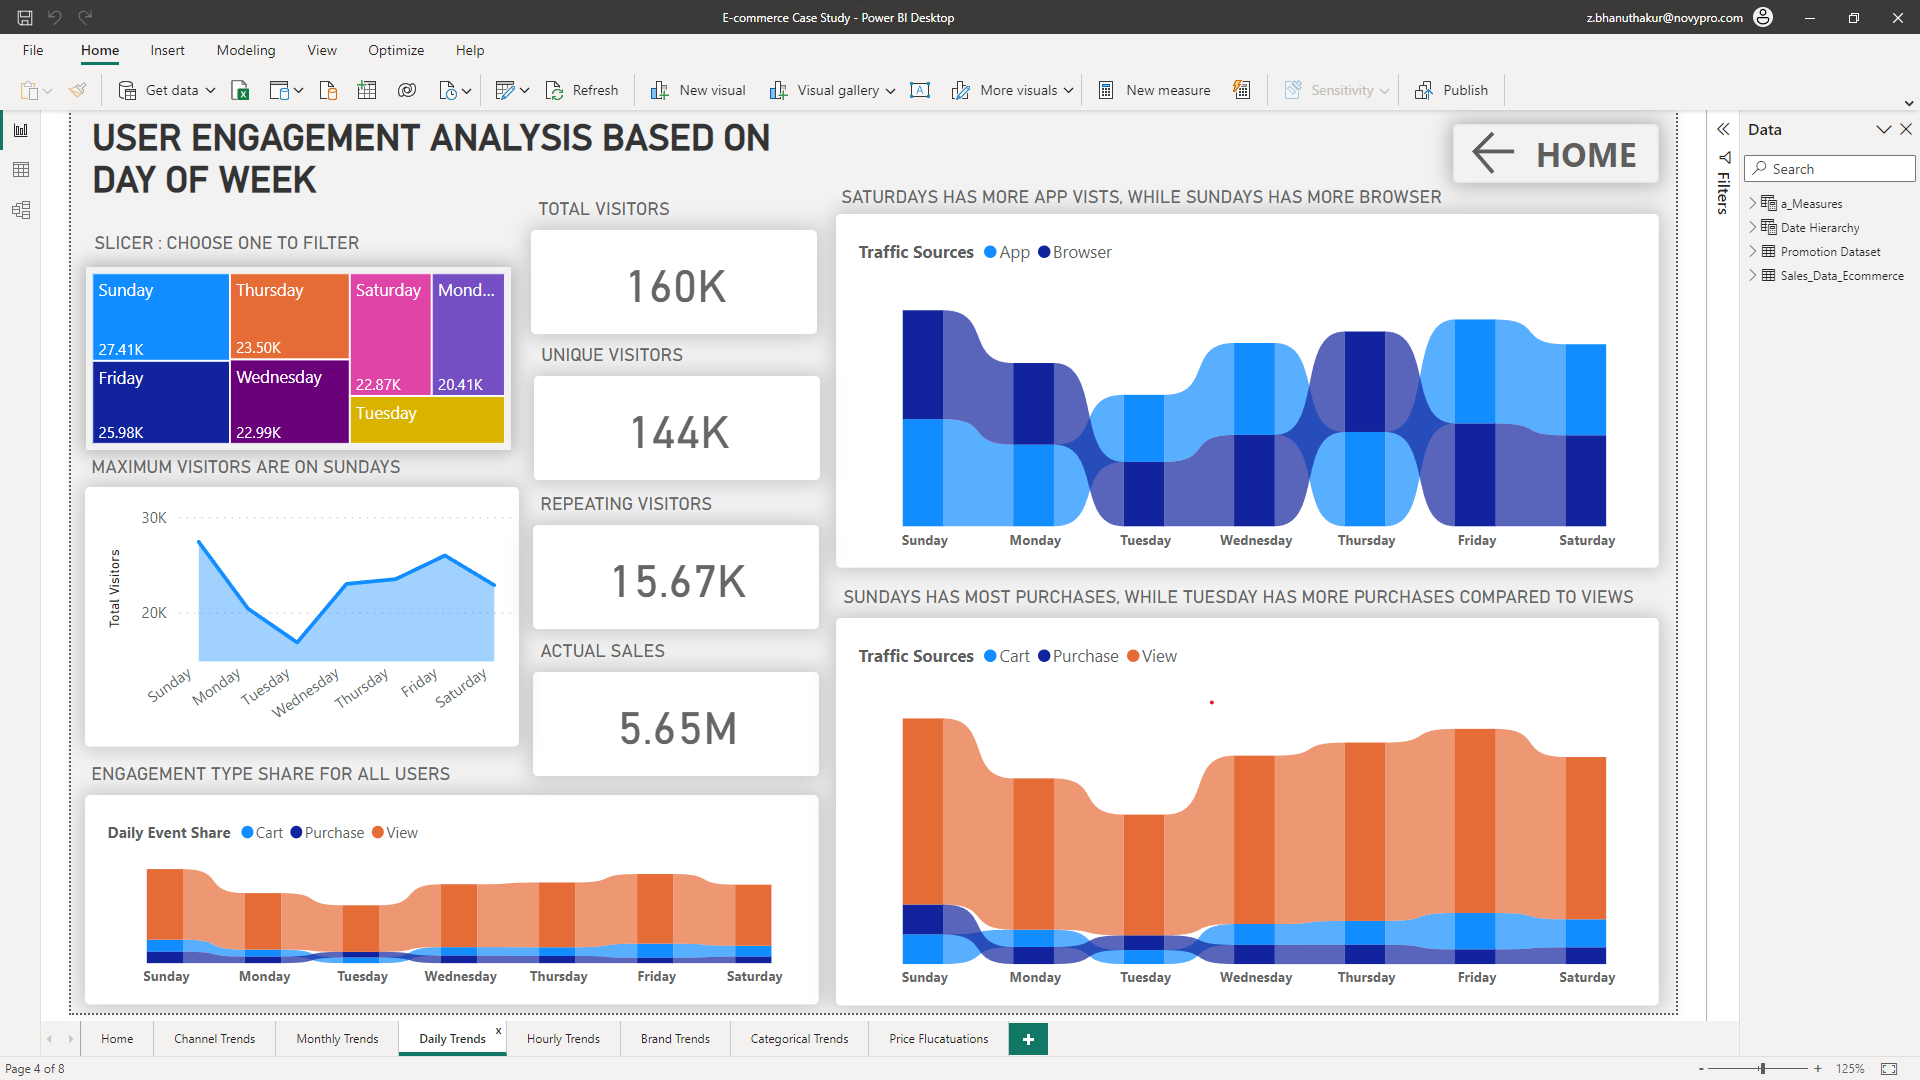 E-commerce Case Study - Power BI Desktop
z.bhanuthakur@novypro.com
File
Home
Insert
Modeling
View
Optimize
Help
Get data
Refresh
New visual
Visual gallery
More visuals
New measure
Sensitivity
Publish
USER ENGAGEMENT ANALYSIS BASED ON
DAY OF WEEK
HOME
SLICER : CHOOSE ONE TO FILTER
Sunday
27.41K
Thursday
23.50K
Saturday
22.87K
Mond...
20.41K
Friday
25.98K
Wednesday
22.99K
Tuesday
MAXIMUM VISITORS ARE ON SUNDAYS
Total Visitors
30K
20K
Sunday
Monday
Tuesday
Wednesday
Thursday
Friday
Saturday
TOTAL VISITORS
160K
UNIQUE VISITORS
144K
REPEATING VISITORS
15.67K
ACTUAL SALES
5.65M
ENGAGEMENT TYPE SHARE FOR ALL USERS
Daily Event Share Cart Purchase View
Sunday Monday Tuesday Wednesday Thursday Friday Saturday
SATURDAYS HAS MORE APP VISTS, WHILE SUNDAYS HAS MORE BROWSER
Traffic Sources App Browser
Sunday Monday Tuesday Wednesday Thursday Friday Saturday
SUNDAYS HAS MOST PURCHASES, WHILE TUESDAY HAS MORE PURCHASES COMPARED TO VIEWS
Traffic Sources Cart Purchase View
Sunday Monday Tuesday Wednesday Thursday Friday Saturday
Filters
Data
Search
a_Measures
Date Hierarchy
Promotion Dataset
Sales_Data_Ecommerce
Home
Channel Trends
Monthly Trends
Daily Trends x
Hourly Trends
Brand Trends
Categorical Trends
Price Flucatuations
+
Page 4 of 8
- + 125%